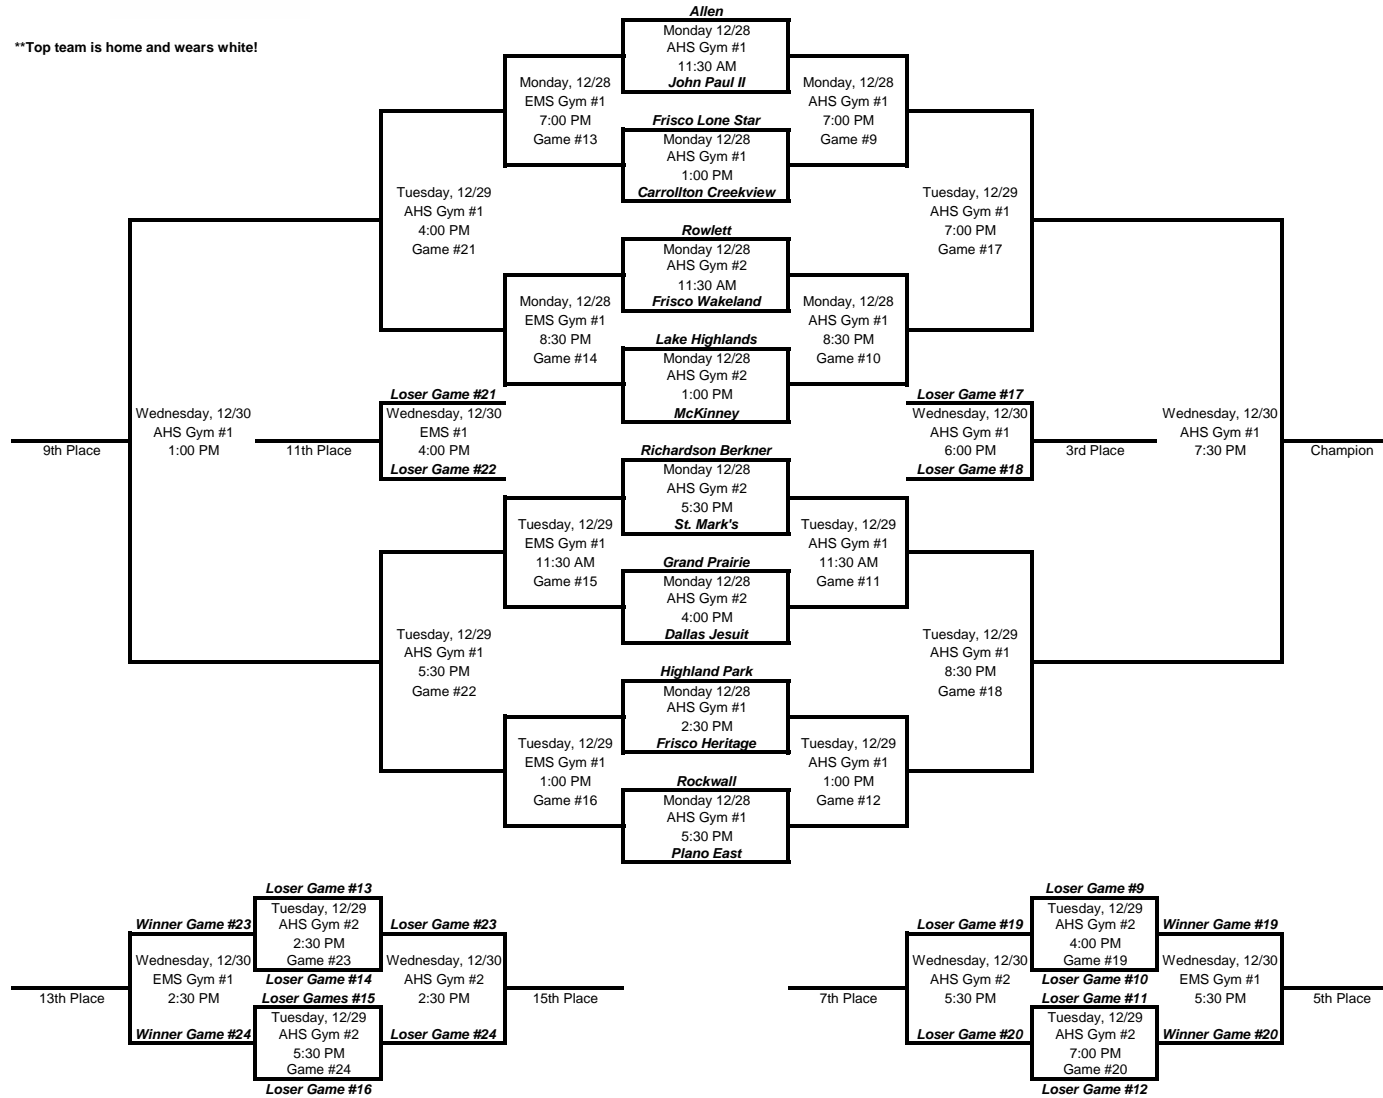 **Top team is home and wears white!
Allen
Monday 12/28
AHS Gym #1
11:30 AM
John Paul II
Monday, 12/28
EMS Gym #1
7:00 PM
Game #13
Monday, 12/28
AHS Gym #1
7:00 PM
Game #9
Frisco Lone Star
Monday 12/28
AHS Gym #1
1:00 PM
Carrollton Creekview
Tuesday, 12/29
AHS Gym #1
4:00 PM
Game #21
Tuesday, 12/29
AHS Gym #1
7:00 PM
Game #17
Rowlett
Monday 12/28
AHS Gym #2
11:30 AM
Frisco Wakeland
Monday, 12/28
EMS Gym #1
8:30 PM
Game #14
Monday, 12/28
AHS Gym #1
8:30 PM
Game #10
Lake Highlands
Monday 12/28
AHS Gym #2
1:00 PM
McKinney
9th Place
Wednesday, 12/30
AHS Gym #1
1:00 PM
11th Place
Loser Game #21
Wednesday, 12/30
EMS #1
4:00 PM
Loser Game #22
Loser Game #17
Wednesday, 12/30
AHS Gym #1
6:00 PM
Loser Game #18
3rd Place
Wednesday, 12/30
AHS Gym #1
7:30 PM
Champion
Richardson Berkner
Monday 12/28
AHS Gym #2
5:30 PM
St. Mark's
Tuesday, 12/29
EMS Gym #1
11:30 AM
Game #15
Tuesday, 12/29
AHS Gym #1
11:30 AM
Game #11
Grand Prairie
Monday 12/28
AHS Gym #2
4:00 PM
Dallas Jesuit
Tuesday, 12/29
AHS Gym #1
5:30 PM
Game #22
Tuesday, 12/29
AHS Gym #1
8:30 PM
Game #18
Highland Park
Monday 12/28
AHS Gym #1
2:30 PM
Frisco Heritage
Tuesday, 12/29
EMS Gym #1
1:00 PM
Game #16
Tuesday, 12/29
AHS Gym #1
1:00 PM
Game #12
Rockwall
Monday 12/28
AHS Gym #1
5:30 PM
Plano East
Loser Game #13
Tuesday, 12/29
AHS Gym #2
2:30 PM
Game #23
Loser Game #14
Winner Game #23
Wednesday, 12/30
EMS Gym #1
2:30 PM
Winner Game #24
13th Place
Loser Game #23
Wednesday, 12/30
AHS Gym #2
2:30 PM
Loser Game #24
15th Place
Loser Games #15
Tuesday, 12/29
AHS Gym #2
5:30 PM
Game #24
Loser Game #16
Loser Game #9
Tuesday, 12/29
AHS Gym #2
4:00 PM
Game #19
Loser Game #10
Loser Game #19
Wednesday, 12/30
AHS Gym #2
5:30 PM
Loser Game #20
7th Place
Winner Game #19
Wednesday, 12/30
EMS Gym #1
5:30 PM
Winner Game #20
5th Place
Loser Game #11
Tuesday, 12/29
AHS Gym #2
7:00 PM
Game #20
Loser Game #12